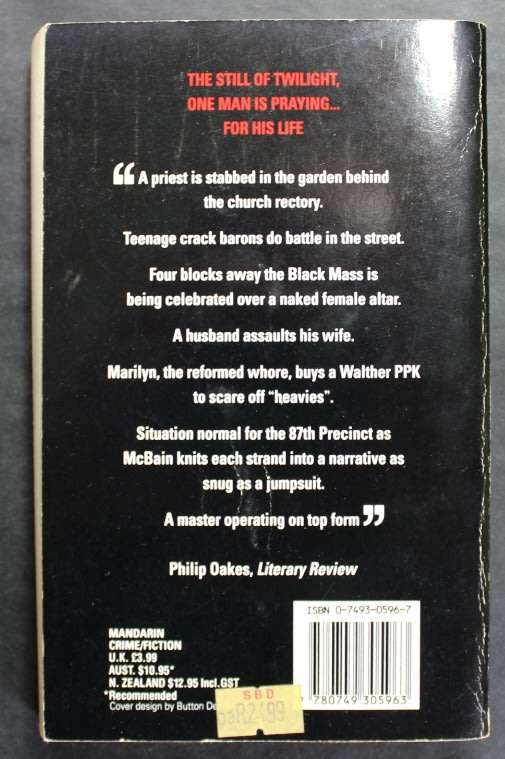 THE STILL OF TWILIGHT,
ONE MAN IS PRAYING...
FOR HIS LIFE
“ A priest is stabbed in the garden behind
the church rectory.
Teenage crack barons do battle in the street.
Four blocks away the Black Mass is
being celebrated over a naked female altar.
A husband assaults his wife.
Marilyn, the reformed whore, buys a Walther PPK
to scare off “heavies”.
Situation normal for the 87th Precinct as
McBain knits each strand into a narrative as
snug as a jumpsuit.
A master operating on top form ”
Philip Oakes, Literary Review
ISBN 0-7493-0596-7
MANDARIN
CRIME/FICTION
U.K. £3.99
AUST. $10.95*
N. ZEALAND $12.95 Incl.GST
*Recommended
Cover design by Button
SBD
780749 305963